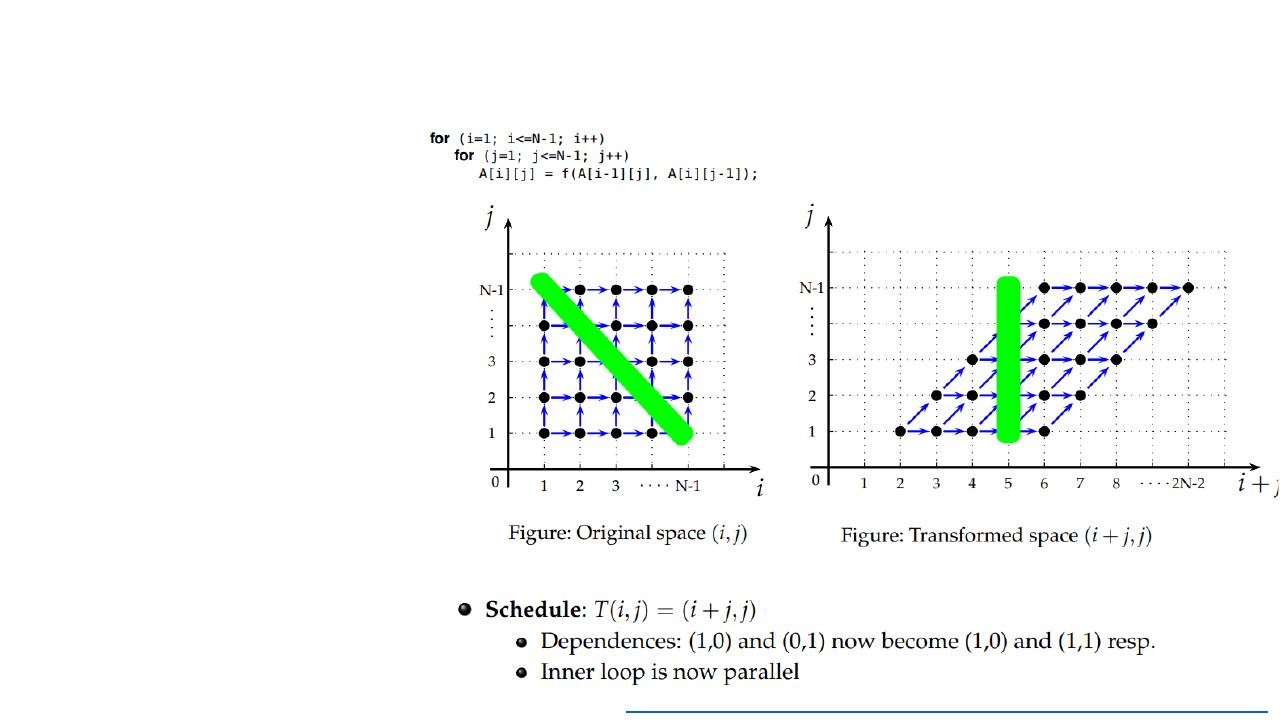 for (i=1; i<=N-1; i++)
for (j=1; j<=N-1; j++)
A[i][j] = f(A[i-1][j], A[i][j-1]);
j
N-1
⋮
3
2
1
0
1 2 3 ···· N-1 i
Figure: Original space (i, j)
j
N-1
⋮
3
2
1
0
1 2 3 4 5 6 7 8 ····2N-2 i + j
Figure: Transformed space (i + j, j)
Schedule: T(i, j) = (i + j, j)
Dependences: (1,0) and (0,1) now become (1,0) and (1,1) resp.
Inner loop is now parallel